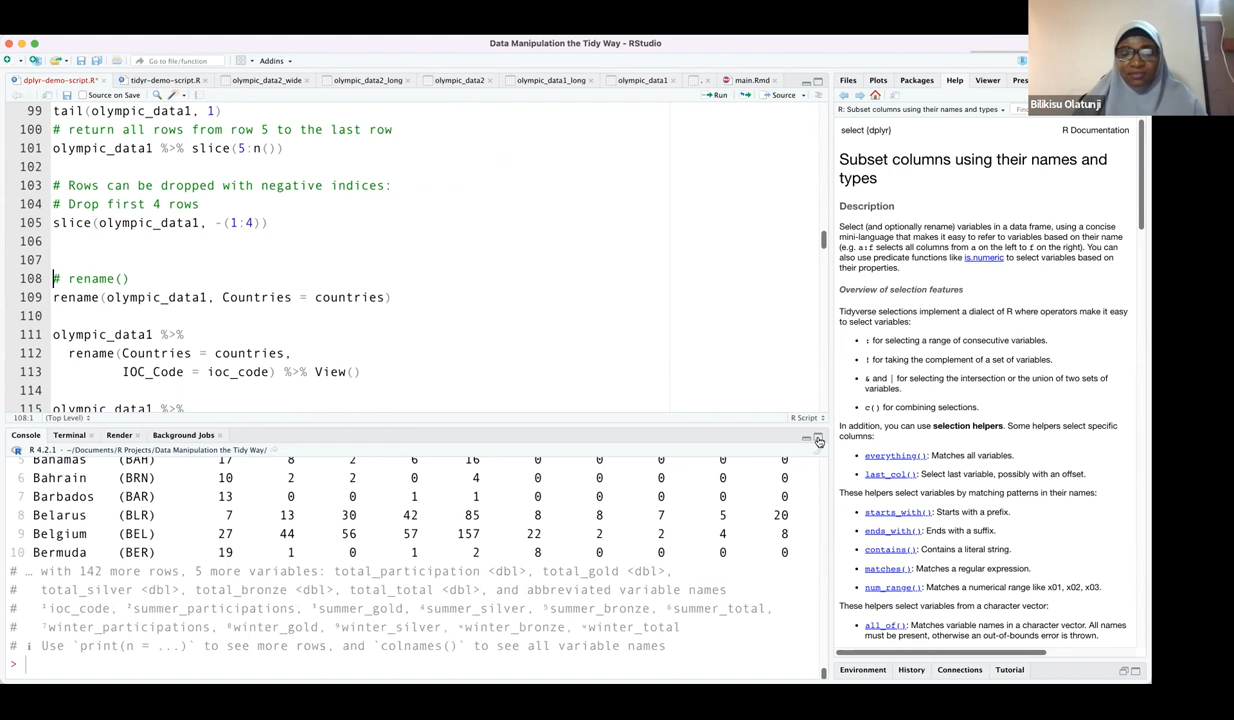 Data Manipulation the Tidy Way - RStudio
Go to file/function
Addins
dplyr-demo-script.R* tidyr-demo-script.R olympic_data2_wide olympic_data2_long olympic_data2 olympic_data1_long olympic_data1 main.Rmd
Source on Save Run Source
99 tail(olympic_data1, 1)
100 # return all rows from row 5 to the last row
101 olympic_data1 %>% slice(5:n())
102
103 # Rows can be dropped with negative indices:
104 # Drop first 4 rows
105 slice(olympic_data1, -(1:4))
106
107
108 # rename()
109 rename(olympic_data1, Countries = countries)
110
111 olympic_data1 %>%
112 rename(Countries = countries,
113 IOC_Code = ioc_code) %>% View()
114
115 olympic_data1 %>%
108:1 (Top Level) R Script
Console Terminal Render Background Jobs
R 4.2.1 · ~/Documents/R Projects/Data Manipulation the Tidy Way/
5 Bahamas (BAH) 17 8 2 6 16 0 0 0 0 0
6 Bahrain (BRN) 10 2 2 0 4 0 0 0 0 0
7 Barbados (BAR) 13 0 0 1 1 0 0 0 0 0
8 Belarus (BLR) 7 13 30 42 85 8 8 7 5 20
9 Belgium (BEL) 27 44 56 57 157 22 2 2 4 8
10 Bermuda (BER) 19 1 0 1 2 8 0 0 0 0
# … with 142 more rows, 5 more variables: total_participation <dbl>, total_gold <dbl>,
# total_silver <dbl>, total_bronze <dbl>, total_total <dbl>, and abbreviated variable names
# ¹ioc_code, ²summer_participations, ³summer_gold, ⁴summer_silver, ⁵summer_bronze, ⁶summer_total,
# ⁷winter_participations, ⁸winter_gold, ⁹winter_silver, ˣwinter_bronze, ˣwinter_total
# ℹ Use `print(n = ...)` to see more rows, and `colnames()` to see all variable names
>
Files Plots Packages Help Viewer Pres
R: Subset columns using their names and types
select {dplyr} R Documentation
Subset columns using their names and
types
Description
Select (and optionally rename) variables in a data frame, using a concise
mini-language that makes it easy to refer to variables based on their name
(e.g. a:f selects all columns from a on the left to f on the right). You can
also use predicate functions like is.numeric to select variables based on
their properties.
Overview of selection features
Tidyverse selections implement a dialect of R where operators make it easy
to select variables:
• : for selecting a range of consecutive variables.
• ! for taking the complement of a set of variables.
• & and | for selecting the intersection or the union of two sets of
variables.
• c() for combining selections.
In addition, you can use selection helpers. Some helpers select specific
columns:
• everything(): Matches all variables.
• last_col(): Select last variable, possibly with an offset.
These helpers select variables by matching patterns in their names:
• starts_with(): Starts with a prefix.
• ends_with(): Ends with a suffix.
• contains(): Contains a literal string.
• matches(): Matches a regular expression.
• num_range(): Matches a numerical range like x01, x02, x03.
These helpers select variables from a character vector:
• all_of(): Matches variable names in a character vector. All names
must be present, otherwise an out-of-bounds error is thrown.
Environment History Connections Tutorial
Bilikisu Olatunji